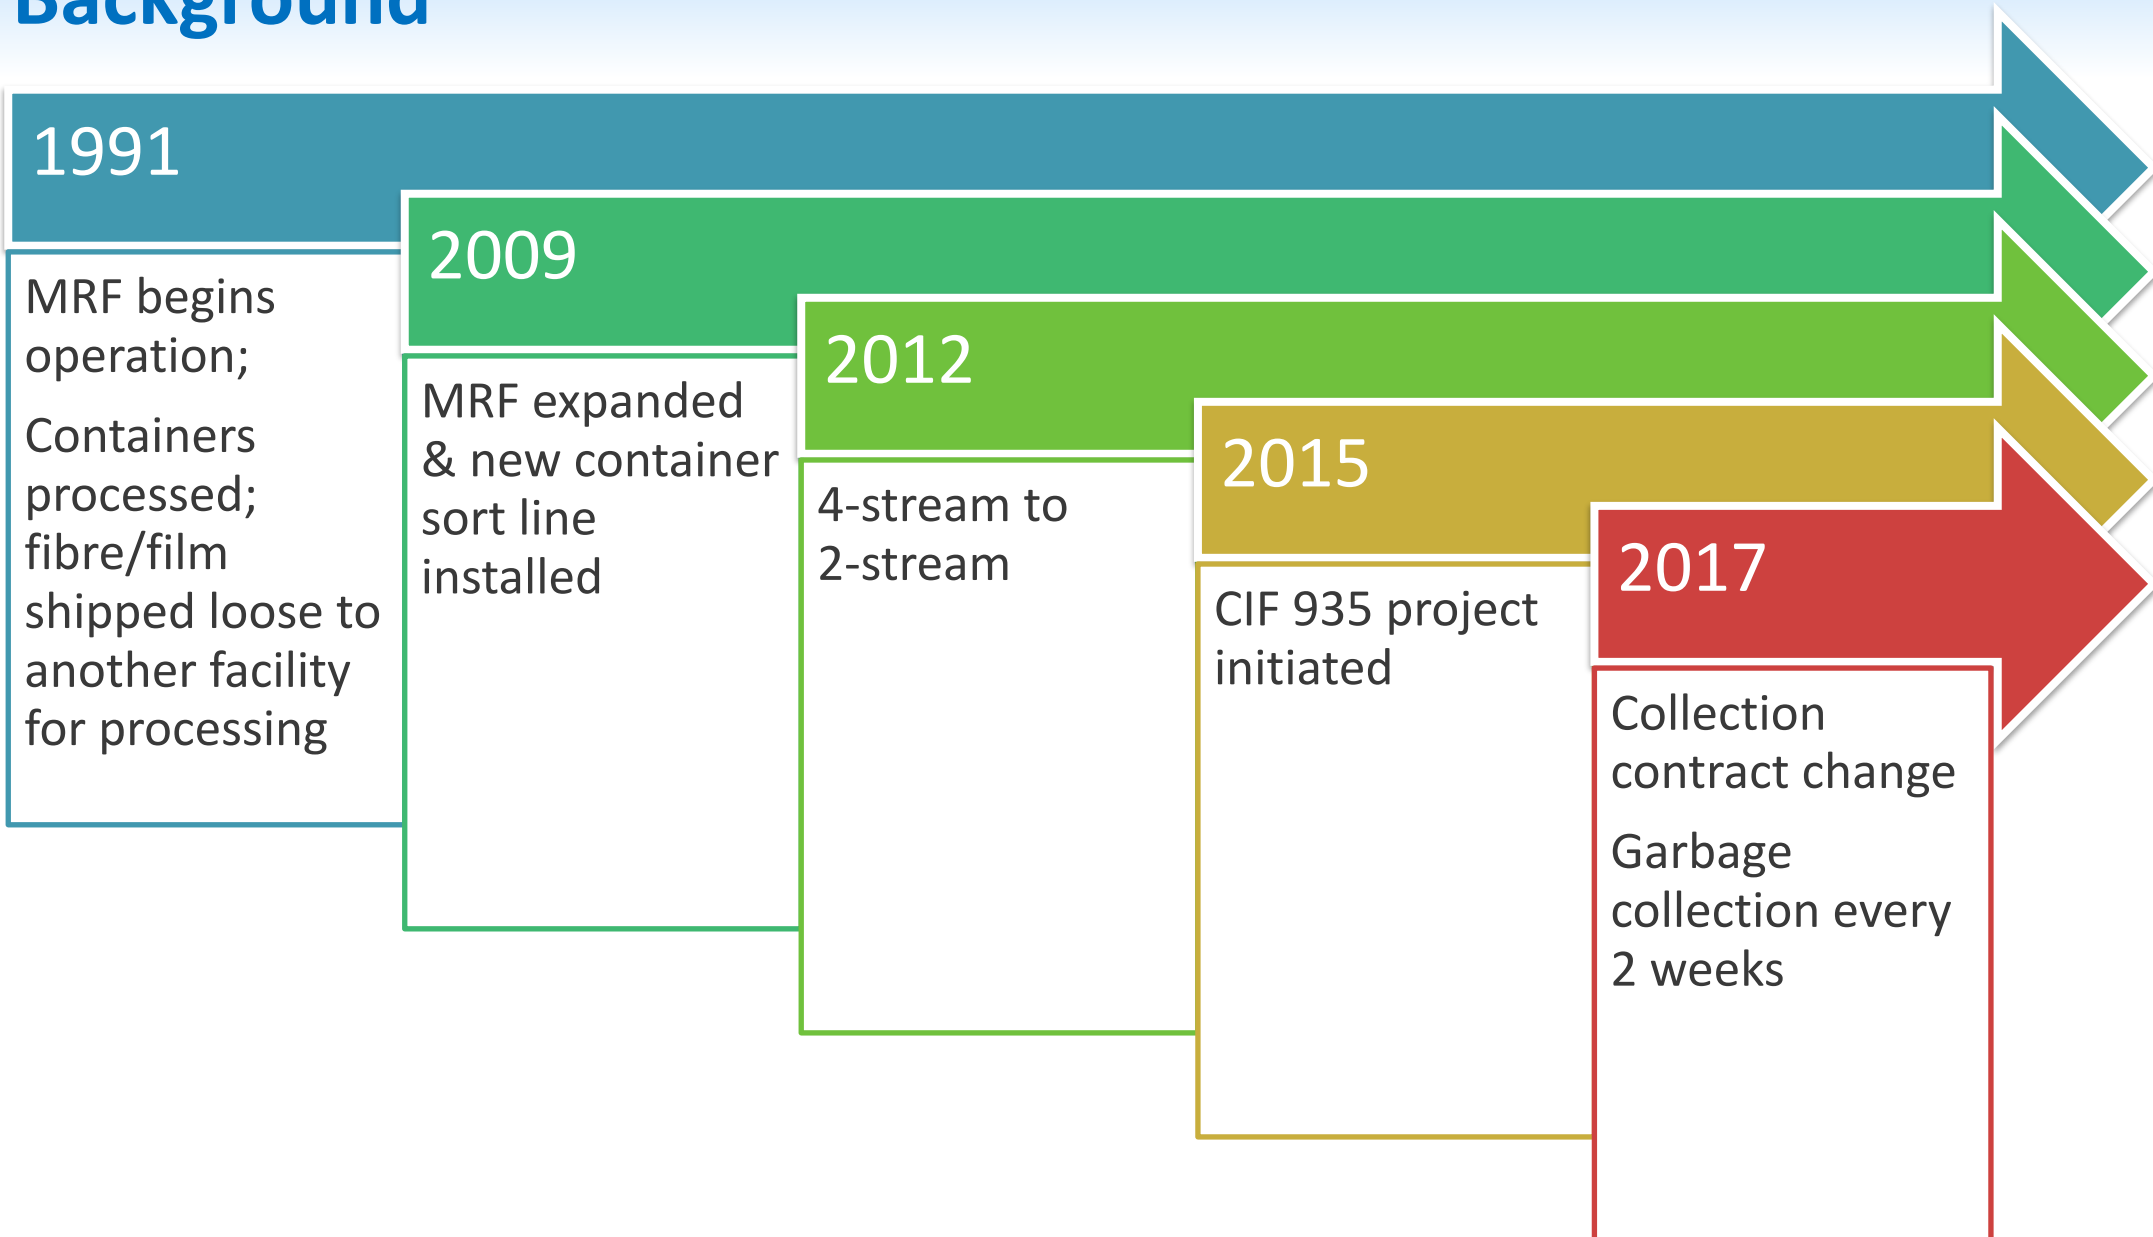 Background
1991
MRF begins
operation;
Containers
processed;
fibre/film
shipped loose to
another facility
for processing
2009
MRF expanded
& new container
sort line
installed
2012
4-stream to
2-stream
2015
CIF 935 project
initiated
2017
Collection
contract change
Garbage
collection every
2 weeks